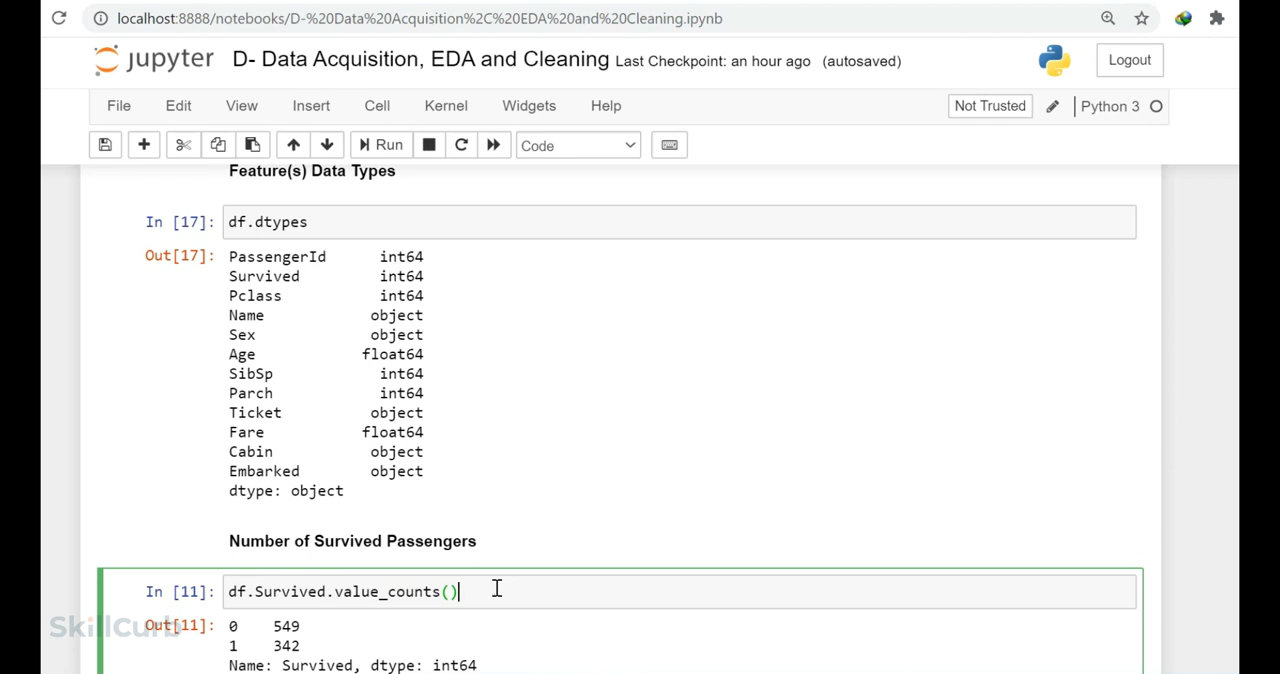 localhost:8888/notebooks/D-%20Data%20Acquisition%2C%20EDA%20and%20Cleaning.ipynb
jupyter D- Data Acquisition, EDA and Cleaning Last Checkpoint: an hour ago (autosaved) Logout
File Edit View Insert Cell Kernel Widgets Help Not Trusted Python 3
Run Code
Feature(s) Data Types
In [17]: df.dtypes
Out[17]: PassengerId int64
Survived int64
Pclass int64
Name object
Sex object
Age float64
SibSp int64
Parch int64
Ticket object
Fare float64
Cabin object
Embarked object
dtype: object
Number of Survived Passengers
In [11]: df.Survived.value_counts()
SkillCurb
Out[11]: 0 549
1 342
Name: Survived, dtype: int64